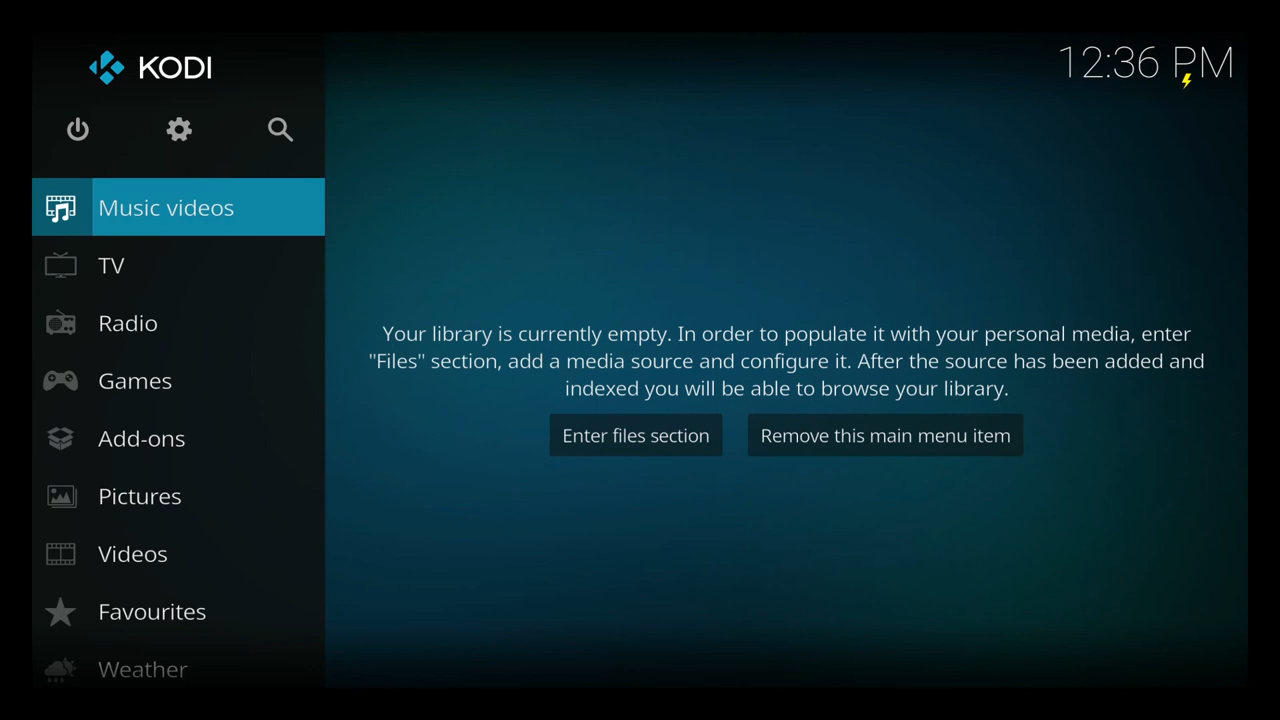 KODI
12:36 PM
Music videos
TV
Radio
Games
Add-ons
Pictures
Videos
Favourites
Weather
Your library is currently empty. In order to populate it with your personal media, enter
"Files" section, add a media source and configure it. After the source has been added and
indexed you will be able to browse your library.
Enter files section
Remove this main menu item